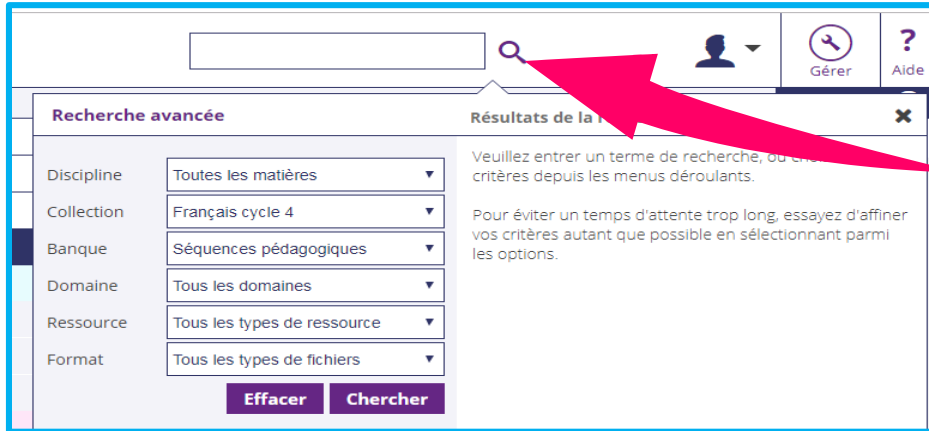 ?
Gérer Aide
Recherche avancée
Résultats de la
Discipline Toutes les matières
Collection Français cycle 4
Banque Séquences pédagogiques
Domaine Tous les domaines
Ressource Tous les types de ressource
Format Tous les types de fichiers
Effacer Chercher
Veuillez entrer un terme de recherche, ou
critères depuis les menus déroulants.
Pour éviter un temps d'attente trop long, essayez d'affiner
vos critères autant que possible en sélectionnant parmi
les options.